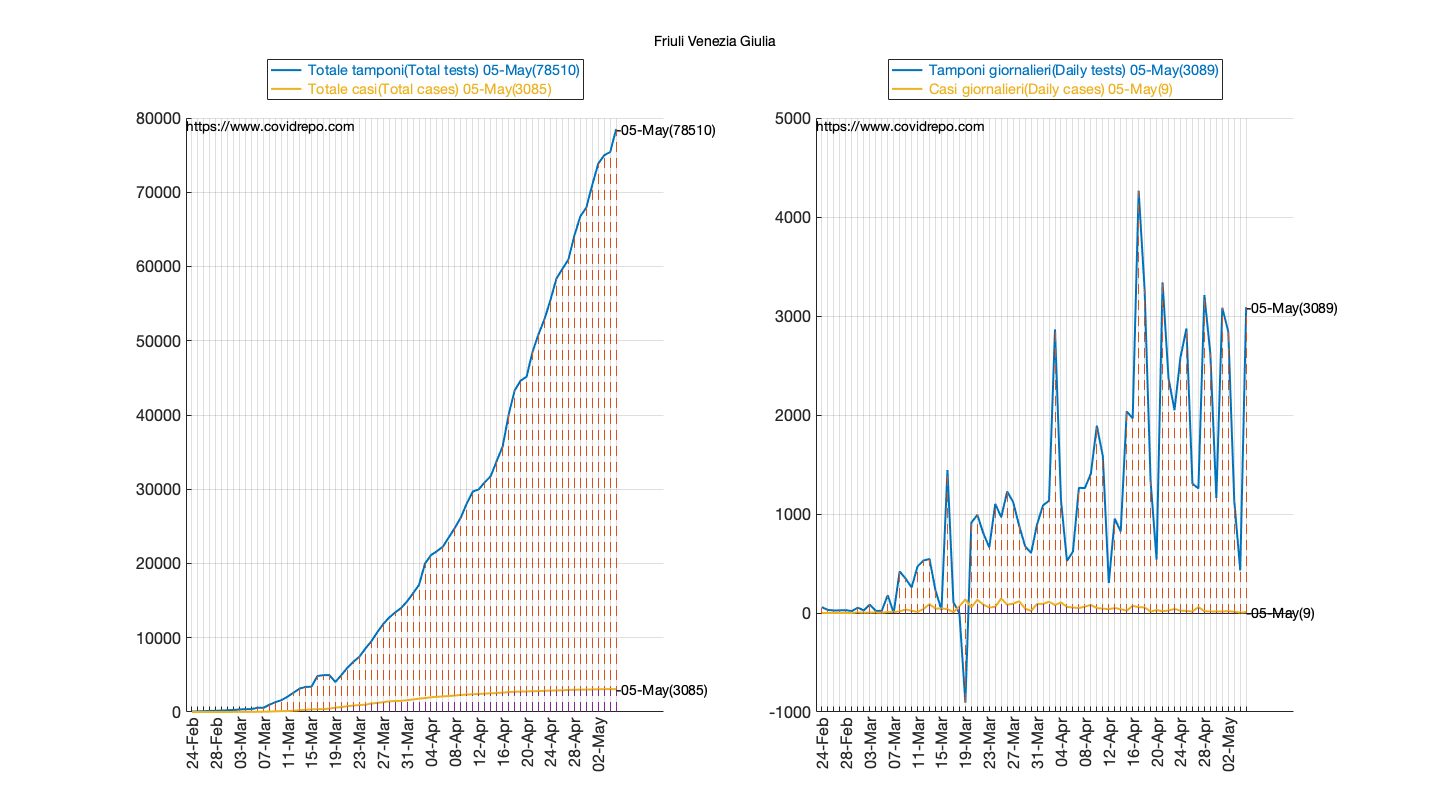 Friuli Venezia Giulia
Totale tamponi(Total tests) 05-May(78510)
Totale casi(Total cases) 05-May(3085)
https://www.covidrepo.com
80000
70000
60000
50000
40000
30000
20000
10000
0
05-May(78510)
05-May(3085)
24-Feb
28-Feb
03-Mar
07-Mar
11-Mar
15-Mar
19-Mar
23-Mar
27-Mar
31-Mar
04-Apr
08-Apr
12-Apr
16-Apr
20-Apr
24-Apr
28-Apr
02-May
Tamponi giornalieri(Daily tests) 05-May(3089)
Casi giornalieri(Daily cases) 05-May(9)
https://www.covidrepo.com
5000
4000
3000
2000
1000
0
-1000
05-May(3089)
05-May(9)
24-Feb
28-Feb
03-Mar
07-Mar
11-Mar
15-Mar
19-Mar
23-Mar
27-Mar
31-Mar
04-Apr
08-Apr
12-Apr
16-Apr
20-Apr
24-Apr
28-Apr
02-May